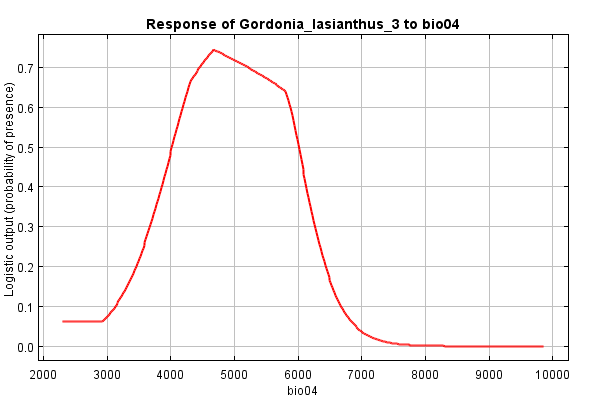 Response of Gordonia_lasianthus_3 to bio04
Logistic output (probability of presence)
0.7
0.6
0.5
0.4
0.3
0.2
0.1
0.0
2000 3000 4000 5000 6000 7000 8000 9000 10000
bio04